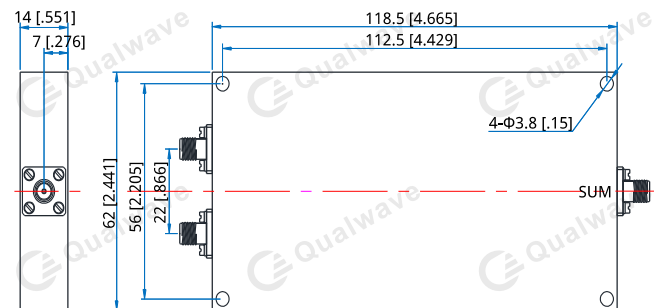 14 [.551]
7 [.276]
118.5 [4.665]
112.5 [4.429]
4-Φ3.8 [.15]
62 [2.441]
56 [2.205]
22 [.866]
SUM
Qualwave
Qualwave
Qualwave
Qualwave
Qualwave
Qualwave